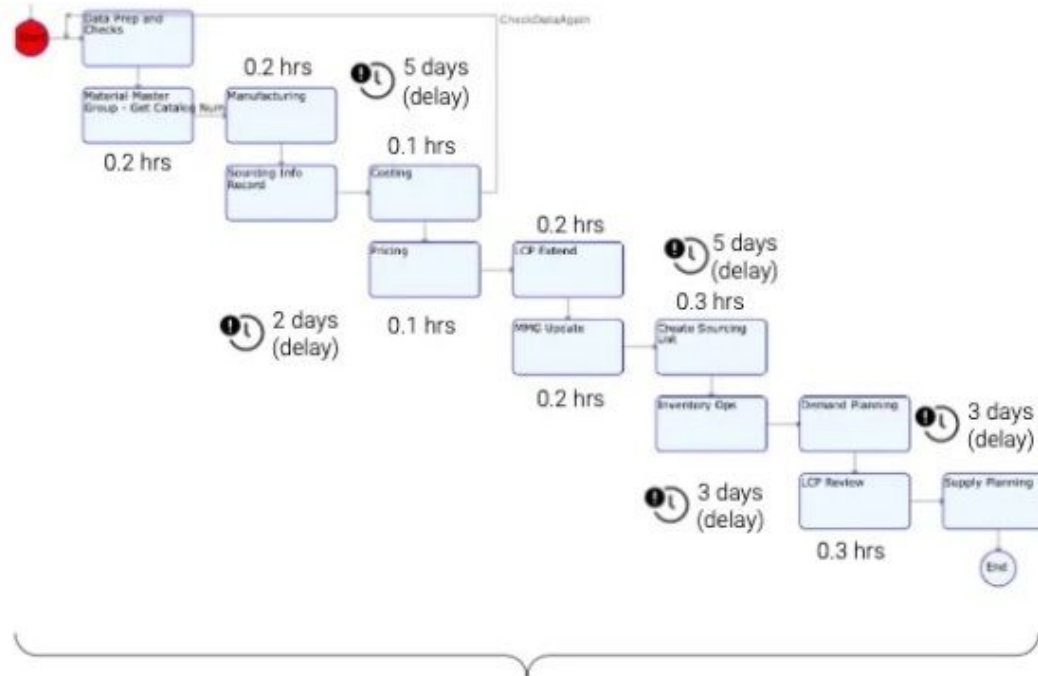 Data Prep and
Checks
CheckDataAgain
Start
0.2 hrs
5 days
(delay)
Material Master
Group - Get Catalog Num
Manufacturing
0.2 hrs
0.1 hrs
Sourcing Info
Record
Costing
0.2 hrs
Pricing
LCP Extend
5 days
(delay)
0.3 hrs
2 days
(delay)
0.1 hrs
MMG Update
Create Sourcing
0.2 hrs
Inventory Ops
Demand Planning
3 days
(delay)
3 days
(delay)
LCP Review
Supply Planning
0.3 hrs
End